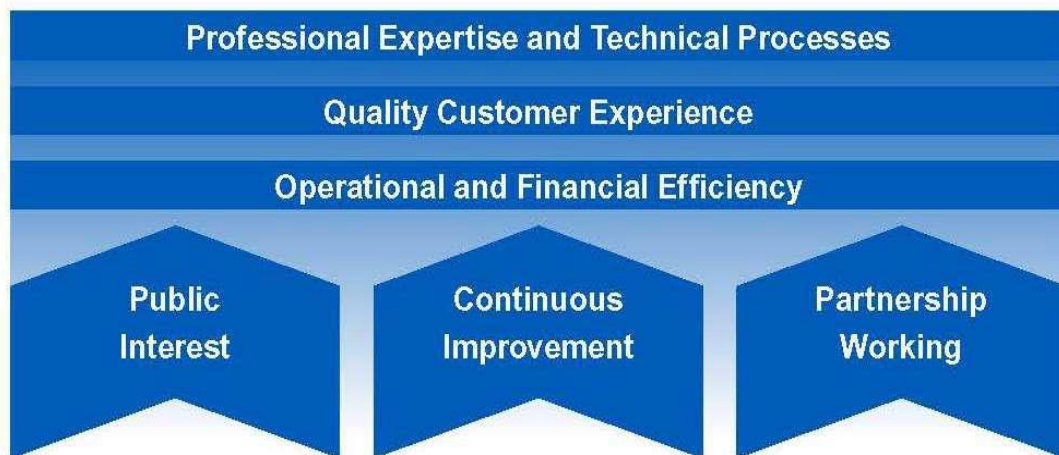 Professional Expertise and Technical Processes
Quality Customer Experience
Operational and Financial Efficiency
Public
Interest
Continuous
Improvement
Partnership
Working